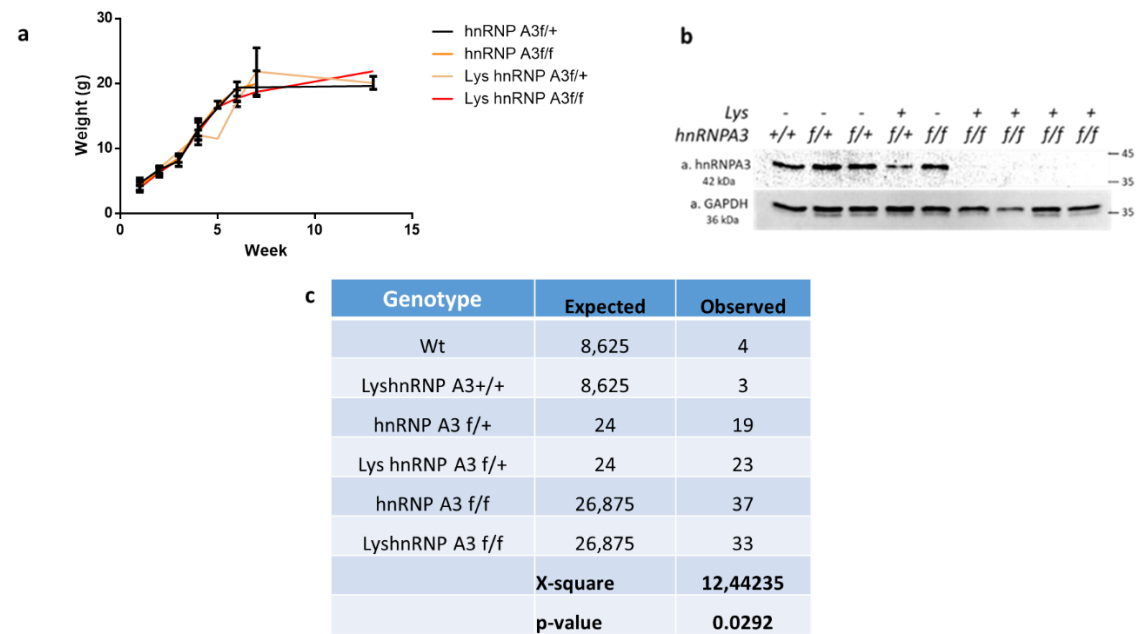 a
30
20
10
0
Weight (g)
0 5 10 15
Week
hnRNP A3f/+
hnRNP A3f/f
Lys hnRNP A3f/+
Lys hnRNP A3f/f
b
Lys - - - + - + + + +
hnRNPA3 +/+ f/+ f/+ f/+ f/f f/f f/f f/f f/f
a. hnRNPA3
42 kDa
45
35
a. GAPDH
36 kDa
35
c
Genotype Expected Observed
Wt 8,625 4
LyshnRNP A3+/+ 8,625 3
hnRNP A3 f/+ 24 19
Lys hnRNP A3 f/+ 24 23
hnRNP A3 f/f 26,875 37
LyshnRNP A3 f/f 26,875 33
X-square 12,44235
p-value 0.0292